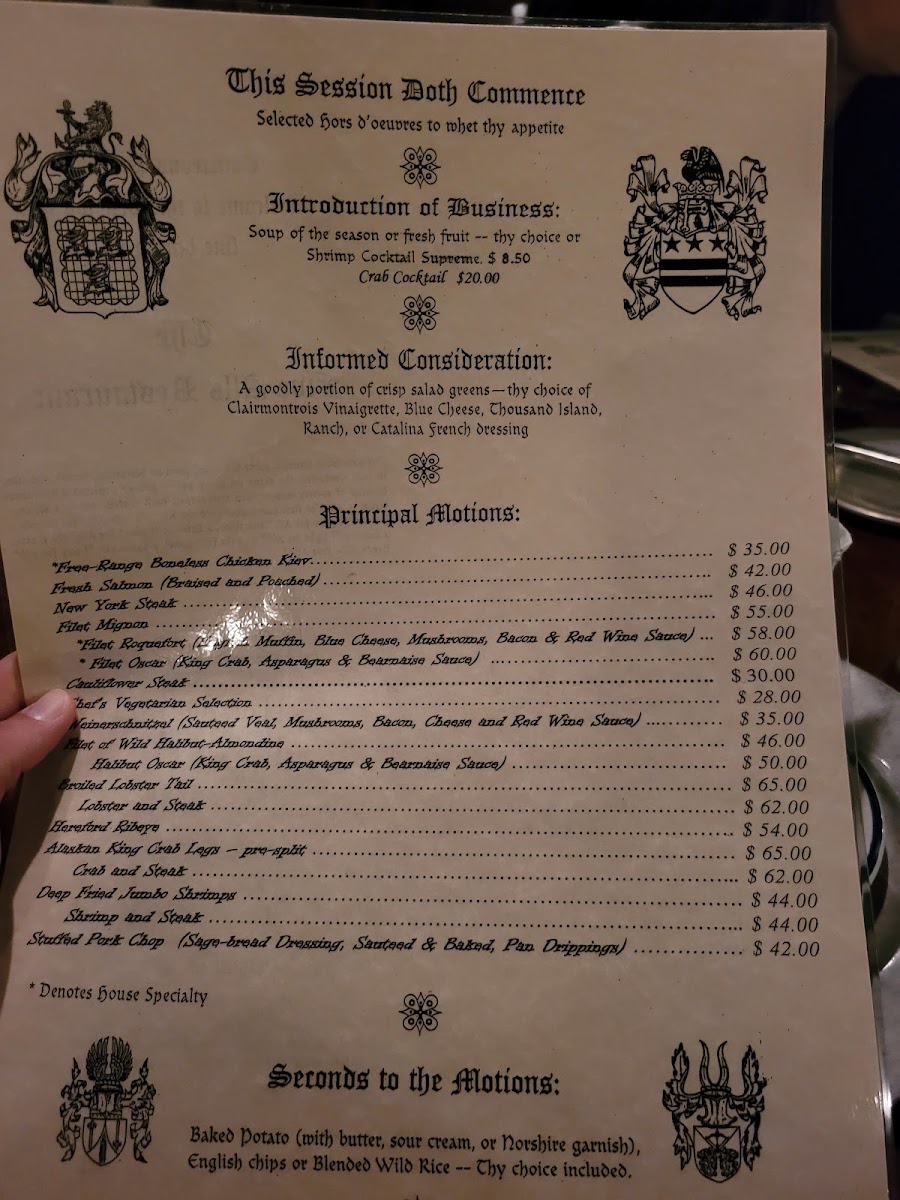 This Session Doth Commence
Selected hors d'oeuvres to whet thy appetite
Introduction of Business:
Soup of the season or fresh fruit -- thy choice or
Shrimp Cocktail Supreme. $ 8.50
Crab Cocktail $20.00
Informed Consideration:
A goodly portion of crisp salad greens—thy choice of
Clairmontrois Vinaigrette, Blue Cheese, Thousand Island,
Ranch, or Catalina French dressing
Principal Motions:
*Free-Range Boneless Chicken Kiev.................... $ 35.00
Fresh Salmon (Braised and Poached) .................... $ 42.00
New York Steak .................... $ 46.00
Filet Mignon .................... $ 55.00
*Filet Roquefort ( Muffin, Blue Cheese, Mushrooms, Bacon & Red Wine Sauce) ... $ 58.00
* Filet Oscar (King Crab, Asparagus & Bearnaise Sauce) .................... $ 60.00
Cauliflower Steak .................... $ 30.00
Chef's Vegetarian Selection .................... $ 28.00
Weinerschnitzel (Sauteed Veal, Mushrooms, Bacon, Cheese and Red Wine Sauce) ........... $ 35.00
Filet of Wild Halibut-Almondine .................... $ 46.00
Halibut Oscar (King Crab, Asparagus & Bearnaise Sauce) .................... $ 50.00
Broiled Lobster Tail .................... $ 65.00
Lobster and Steak .................... $ 62.00
Hereford Ribeye .................... $ 54.00
Alaskan King Crab Legs – pre-split .................... $ 65.00
Crab and Steak .................... $ 62.00
Deep Fried Jumbo Shrimps .................... $ 44.00
Shrimp and Steak .................... $ 44.00
Stuffed Pork Chop (Sage-bread Dressing, Sauteed & Baked, Pan Drippings) ............... $ 42.00
* Denotes House Specialty
Seconds to the Motions:
Baked Potato (with butter, sour cream, or Norshire garnish),
English chips or Blended Wild Rice -- Thy choice included.